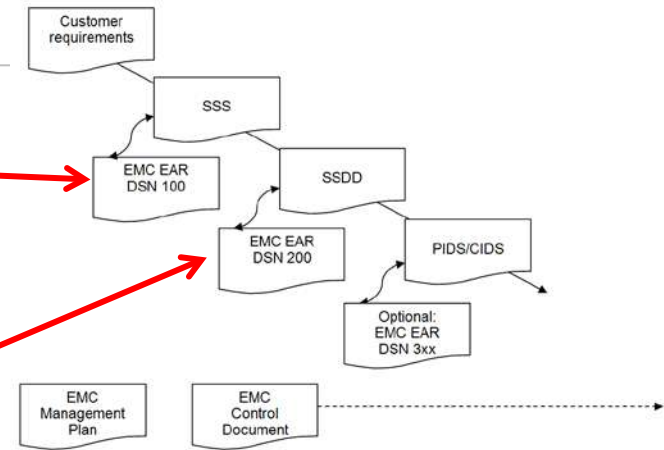 Customer
requirements
SSS
EMC EAR
DSN 100
SSDD
EMC EAR
DSN 200
PIDS/CIDS
Optional:
EMC EAR
DSN 3xx
EMC
Management
Plan
EMC
Control
Document